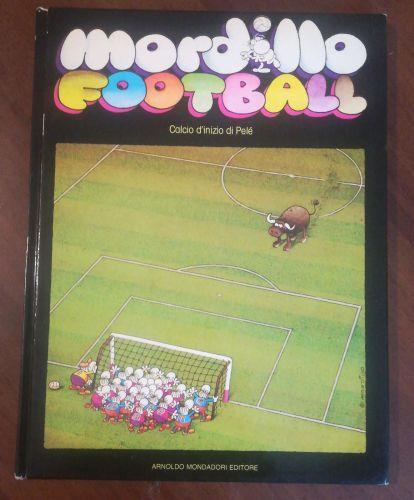 mordillo
FOOTBALL
Calcio d'inizio di Pelé
ARNOLDO MONDADORI EDITORE